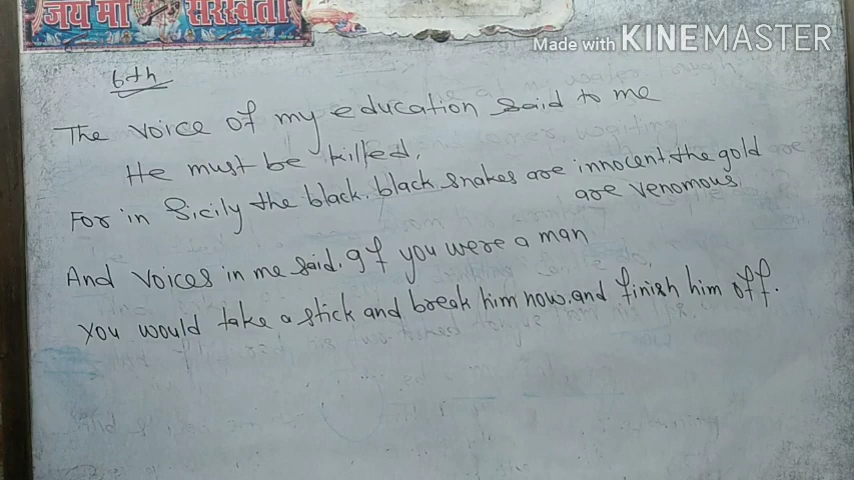 जय माँ सरस्वती
Made with KINEMASTER
6th
The voice of my education said to me
He must be killed.
For in Sicily the black. black snakes are innocent, the gold
are venomous.
And voices in me said. If you were a man
You would take a stick and break him now. and finish him off.